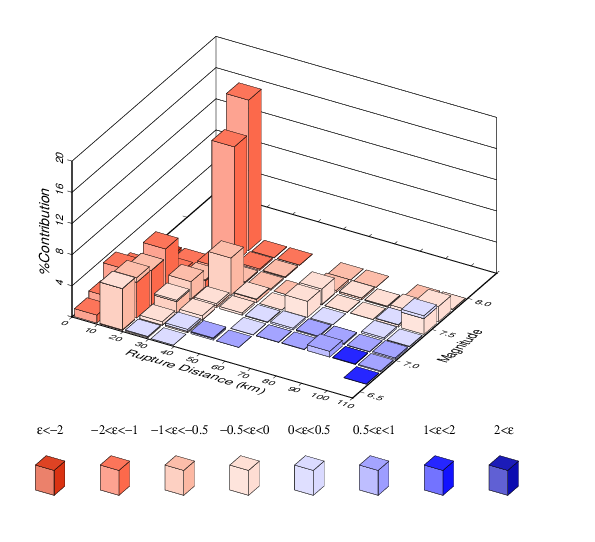 20
16
12
8
4
0
%Contribution
0
10
20
30
40
50
60
70
80
90
100
110
Rupture Distance (km)
6.5
7.0
7.5
8.0
Magnitude
ε<−2
−2<ε<−1
−1<ε<−0.5
−0.5<ε<0
0<ε<0.5
0.5<ε<1
1<ε<2
2<ε